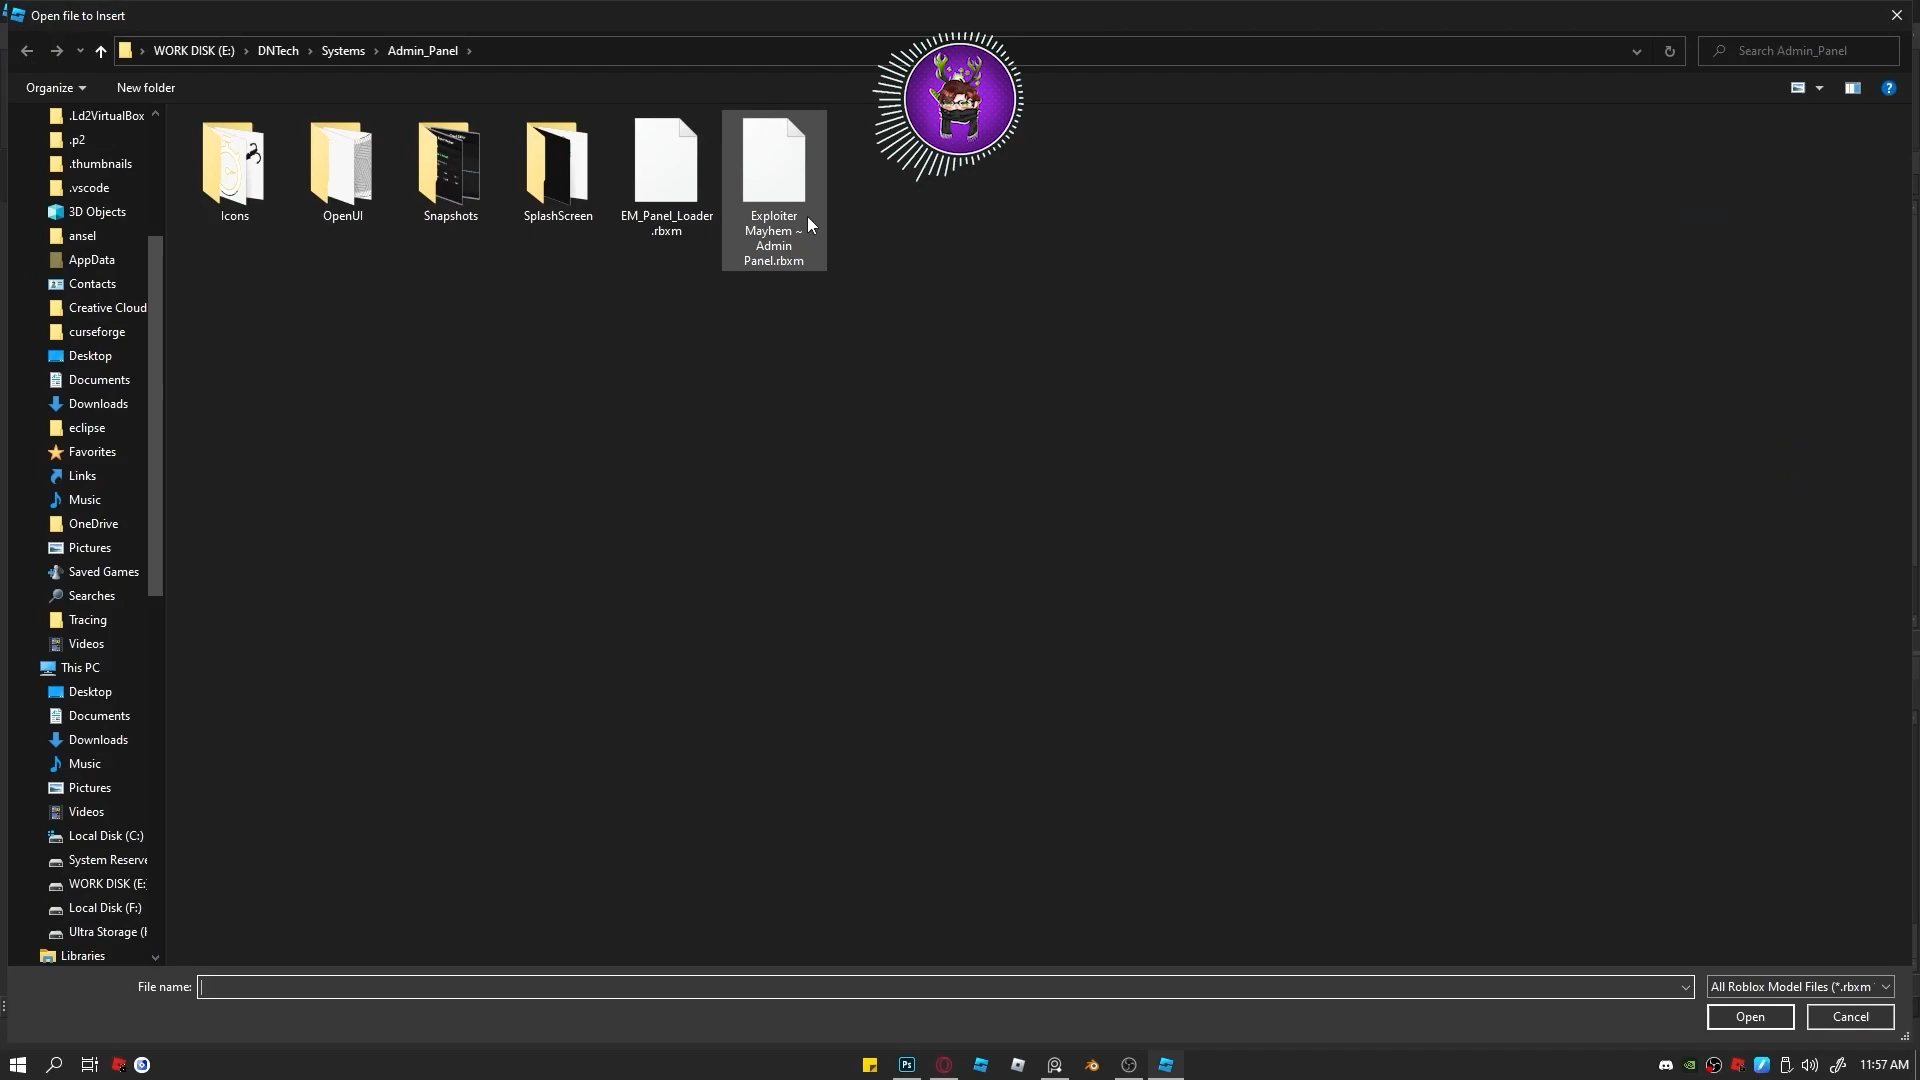 Open file to Insert
WORK DISK (E:) > DNTech > Systems > Admin_Panel >
Search Admin_Panel
Organize
New folder
.Ld2VirtualBox
.p2
.thumbnails
.vscode
3D Objects
ansel
AppData
Contacts
Creative Cloud
curseforge
Desktop
Documents
Downloads
eclipse
Favorites
Links
Music
OneDrive
Pictures
Saved Games
Searches
Tracing
Videos
This PC
Desktop
Documents
Downloads
Music
Pictures
Videos
Local Disk (C:)
System Reserve
WORK DISK (E:
Local Disk (F:)
Ultra Storage (
Libraries
Icons
OpenUI
Snapshots
SplashScreen
EM_Panel_Loader
.rbxm
Exploiter
Mayhem ~
Admin
Panel.rbxm
File name:
All Roblox Model Files (*.rbxm
Open
Cancel
Ps
11:57 AM